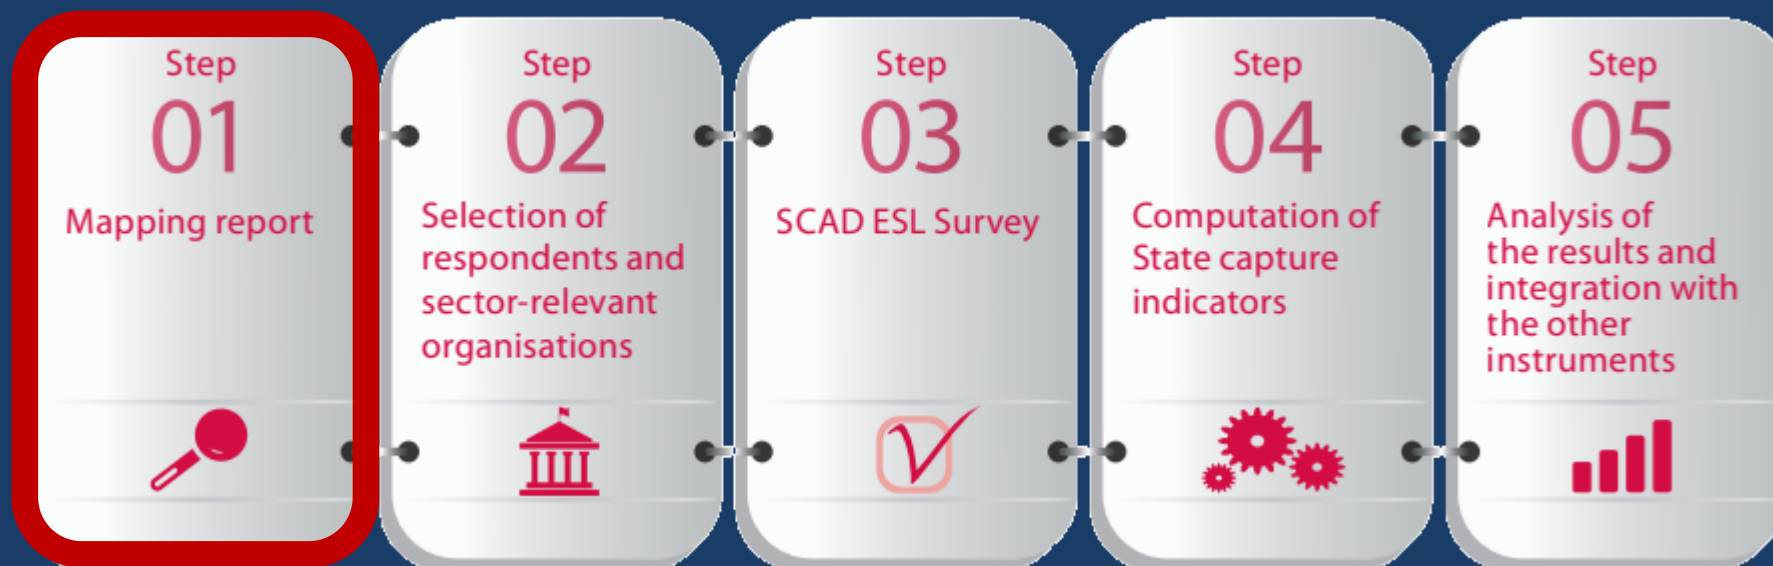 Step
01
Mapping report
Step
02
Selection of
respondents and
sector-relevant
organisations
Step
03
SCAD ESL Survey
Step
04
Computation of
State capture
indicators
Step
05
Analysis of
the results and
integration with
the other
instruments